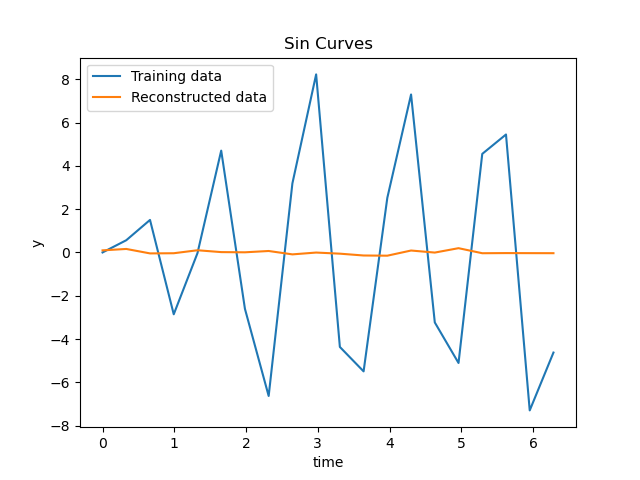 Sin Curves
Training data
Reconstructed data
y
8
6
4
2
0
−2
−4
−6
−8
0 1 2 3 4 5 6
time